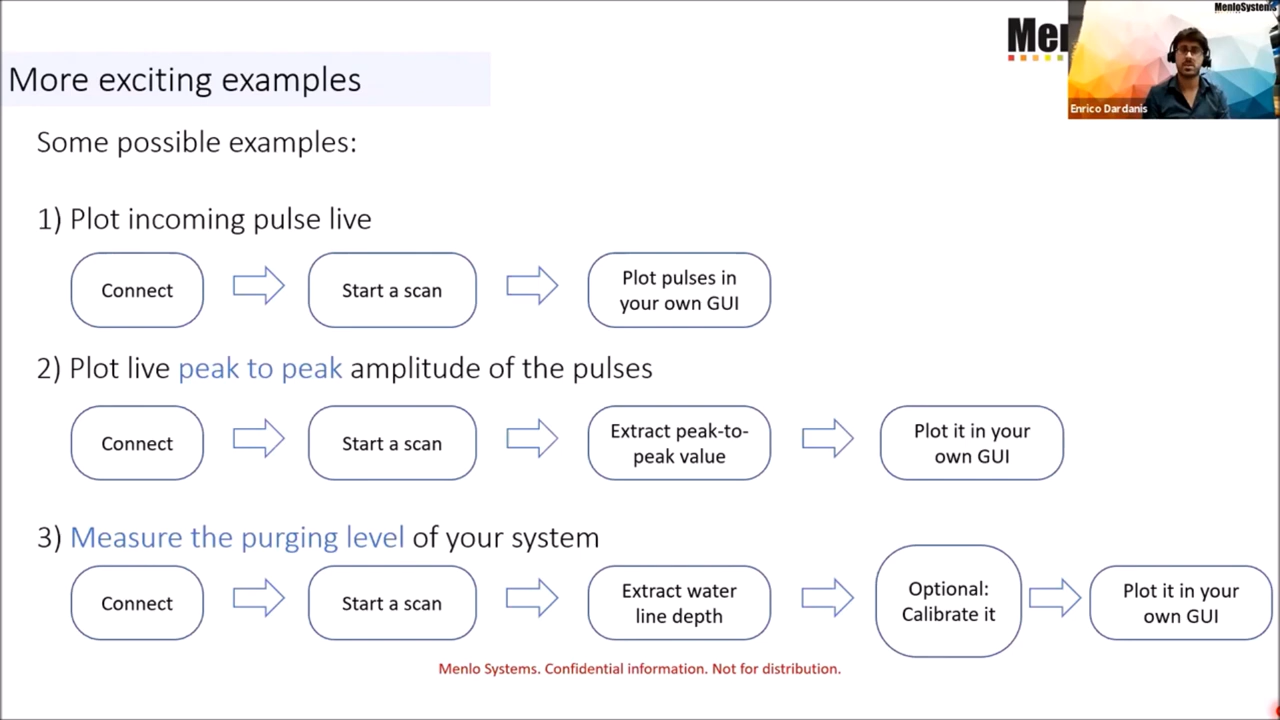 MenloSystems
Men
Enrico Dardanis
More exciting examples
Some possible examples:
1) Plot incoming pulse live
Connect
Start a scan
Plot pulses in
your own GUI
2) Plot live peak to peak amplitude of the pulses
Connect
Start a scan
Extract peak-to-
peak value
Plot it in your
own GUI
3) Measure the purging level of your system
Connect
Start a scan
Extract water
line depth
Optional:
Calibrate it
Plot it in your
own GUI
Menlo Systems. Confidential information. Not for distribution.